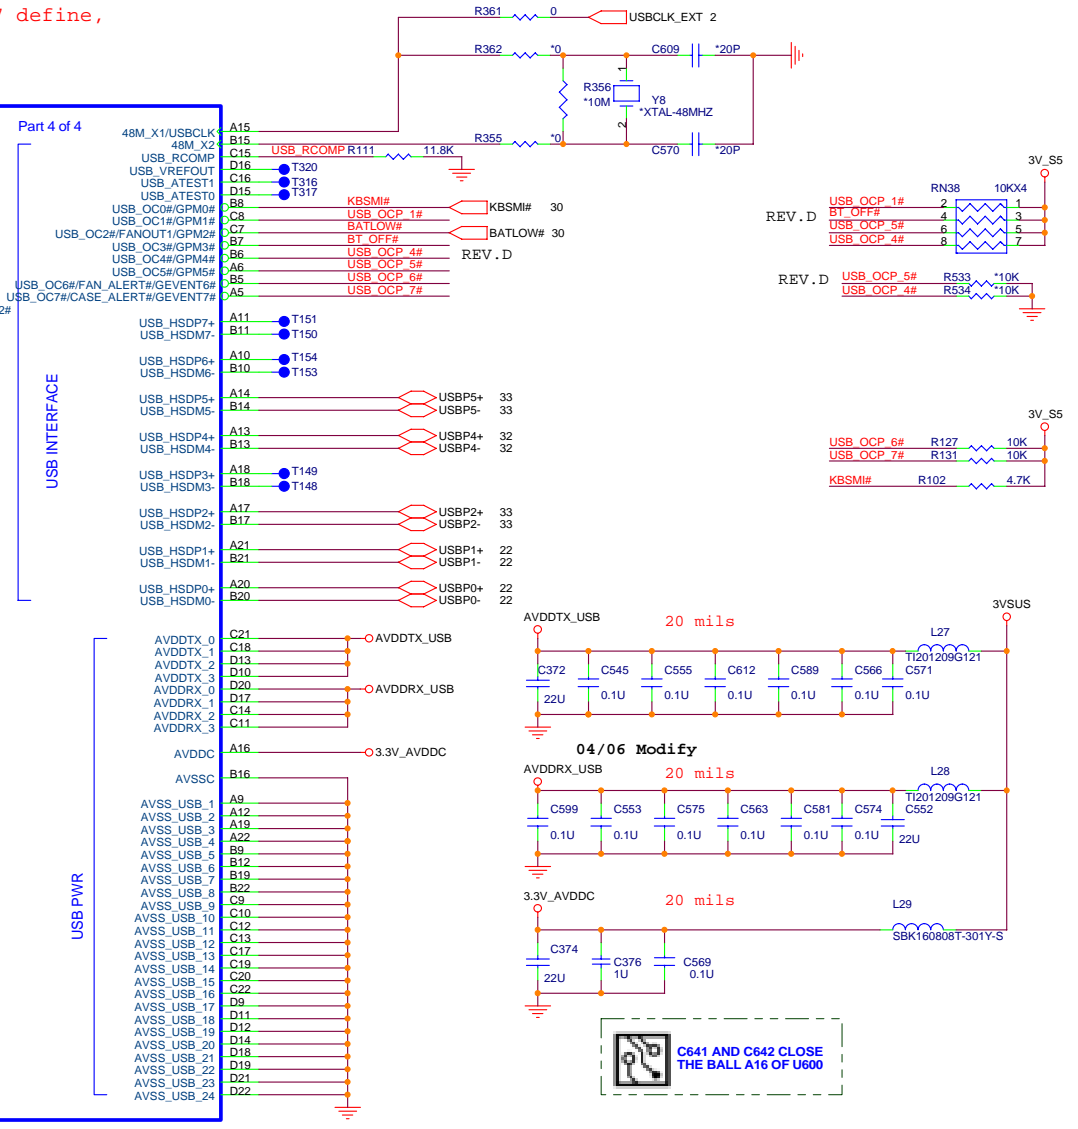 define,
R361 0 USBCLK_EXT 2
R362 *0 C609 *20P
R356 *10M
1
Y8
*XTAL-48MHZ
2
R355 *0 C570 *20P
Part 4 of 4
48M_X1/USBCLK A15
48M_X2 B15
USB_RCOMP C15 USB_RCOMP R111 11.8K
USB_VREFOUT D16 T320
USB_ATEST1 C16 T316
USB_ATEST0 D15 T317
USB_OC0#/GPM0# B8 KBSMI# KBSMI# 30
USB_OC1#/GPM1# C8 USB_OCP_1#
USB_OC2#/FANOUT1/GPM2# C7 BATLOW# BATLOW# 30
USB_OC3#/GPM3# B7 BT_OFF#
USB_OC4#/GPM4# B6 USB_OCP_4# REV.D
USB_OC5#/GPM5# A6 USB_OCP_5#
USB_OC6#/FAN_ALERT#/GEVENT6# B5 USB_OCP_6#
USB_OC7#/CASE_ALERT#/GEVENT7# A5 USB_OCP_7#
2#
USB_HSDP7+ A11 T151
USB_HSDM7- B11 T150
USB_HSDP6+ A10 T154
USB_HSDM6- B10 T153
USB_HSDP5+ A14 USBP5+ 33
USB_HSDM5- B14 USBP5- 33
USB_HSDP4+ A13 USBP4+ 32
USB_HSDM4- B13 USBP4- 32
USB_HSDP3+ A18 T149
USB_HSDM3- B18 T148
USB_HSDP2+ A17 USBP2+ 33
USB_HSDM2- B17 USBP2- 33
USB_HSDP1+ A21 USBP1+ 22
USB_HSDM1- B21 USBP1- 22
USB_HSDP0+ A20 USBP0+ 22
USB_HSDM0- B20 USBP0- 22
USB INTERFACE
3V_S5
RN38 10KX4
REV.D
USB_OCP_1# 2 1
BT_OFF# 4 3
USB_OCP_5# 6 5
USB_OCP_4# 8 7
REV.D
USB_OCP_5# R533 *10K
USB_OCP_4# R534 *10K
3V_S5
USB_OCP_6# R127 10K
USB_OCP_7# R131 10K
KBSMI# R102 4.7K
AVDDTX_0 C21 AVDDTX_USB
AVDDTX_1 C18
AVDDTX_2 D13
AVDDTX_3 D10
AVDDRX_0 D20 AVDDRX_USB
AVDDRX_1 D17
AVDDRX_2 C14
AVDDRX_3 C11
AVDDC A16 3.3V_AVDDC
AVSSC B16
AVSS_USB_1 A9
AVSS_USB_2 A12
AVSS_USB_3 A19
AVSS_USB_4 A22
AVSS_USB_5 B9
AVSS_USB_6 B12
AVSS_USB_7 B19
AVSS_USB_8 B22
AVSS_USB_9 C9
AVSS_USB_10 C10
AVSS_USB_11 C12
AVSS_USB_12 C13
AVSS_USB_13 C17
AVSS_USB_14 C19
AVSS_USB_15 C20
AVSS_USB_16 C22
AVSS_USB_17 D9
AVSS_USB_18 D11
AVSS_USB_19 D12
AVSS_USB_20 D14
AVSS_USB_21 D18
AVSS_USB_22 D19
AVSS_USB_23 D21
AVSS_USB_24 D22
USB PWR
3VSUS
AVDDTX_USB 20 mils L27
TI201209G121
C372 C545 C555 C612 C589 C566 C571
22U 0.1U 0.1U 0.1U 0.1U 0.1U 0.1U
04/06 Modify
AVDDRX_USB 20 mils L28
TI201209G121
C599 C553 C575 C563 C581 C574 C552
0.1U 0.1U 0.1U 0.1U 0.1U 0.1U 22U
3.3V_AVDDC 20 mils L29
SBK160808T-301Y-S
C374 C376 C569
22U 1U 0.1U
C641 AND C642 CLOSE
THE BALL A16 OF U600